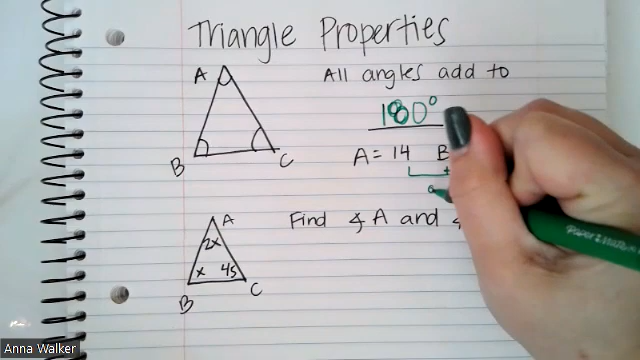 Triangle Properties
A
All angles add to
180°
A = 14 B
B
C
A
Find ∡ A and
2x
x 45
B
C
Anna Walker